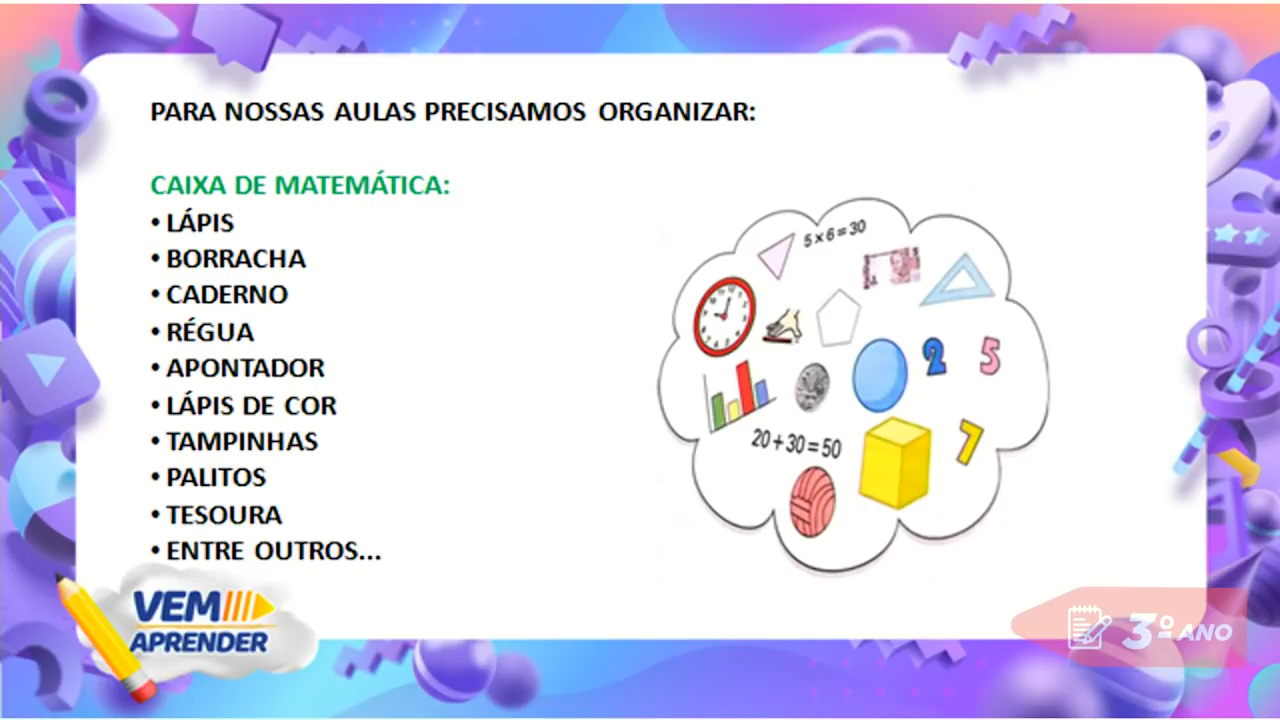 PARA NOSSAS AULAS PRECISAMOS ORGANIZAR:
CAIXA DE MATEMÁTICA:
• LÁPIS
• BORRACHA
• CADERNO
• RÉGUA
• APONTADOR
• LÁPIS DE COR
• TAMPINHAS
• PALITOS
• TESOURA
• ENTRE OUTROS...
5 x 6 = 30
2 5
20 + 30 = 50
7
VEM
APRENDER
3º ANO